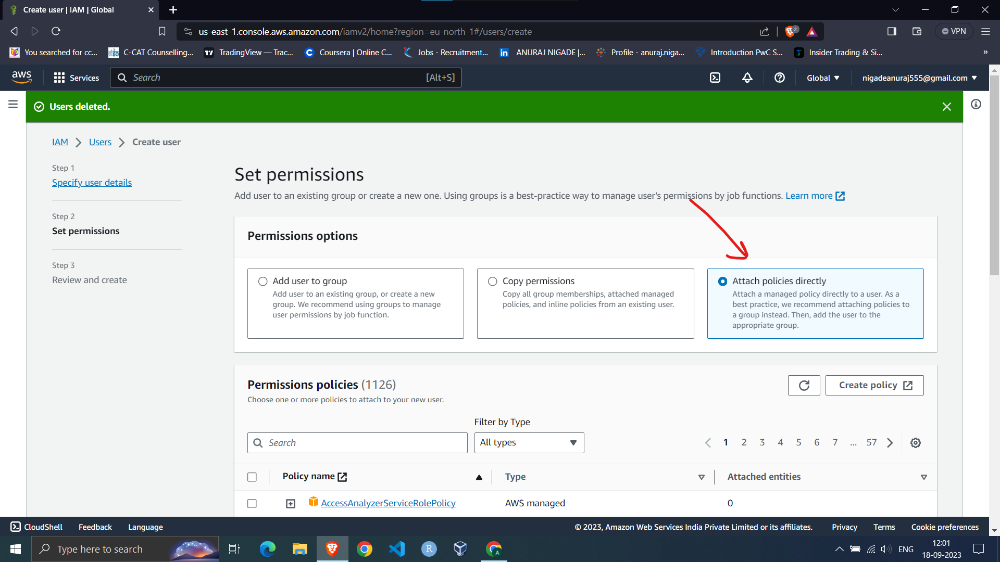 Create user | IAM | Global
us-east-1.console.aws.amazon.com/iamv2/home?region=eu-north-1#/users/create
2
VPN
You searched for cc...
C-CAT Counselling...
TradingView — Trac...
Coursera | Online C...
Jobs - Recruitment...
ANURAJ NIGADE |...
Profile - anuraj.niga...
Introduction PwC S...
Insider Trading & Si...
»
aws
Services
Search
[Alt+S]
Global
nigadeanuraj555@gmail.com
Users deleted.
IAM
Users
Create user
Step 1
Specify user details
Step 2
Set permissions
Step 3
Review and create
Set permissions
Add user to an existing group or create a new one. Using groups is a best-practice way to manage user's permissions by job functions. Learn more
Permissions options
Add user to group
Add user to an existing group, or create a new
group. We recommend using groups to manage
user permissions by job function.
Copy permissions
Copy all group memberships, attached managed
policies, and inline policies from an existing user.
Attach policies directly
Attach a managed policy directly to a user. As a
best practice, we recommend attaching policies to
a group instead. Then, add the user to the
appropriate group.
Permissions policies (1126)
Choose one or more policies to attach to your new user.
Create policy
Filter by Type
Search
All types
1 2 3 4 5 6 7 ... 57
Policy name
Type
Attached entities
AccessAnalyzerServiceRolePolicy
AWS managed
0
CloudShell
Feedback
Language
© 2023, Amazon Web Services India Private Limited or its affiliates.
Privacy
Terms
Cookie preferences
Type here to search
ENG
12:01
18-09-2023